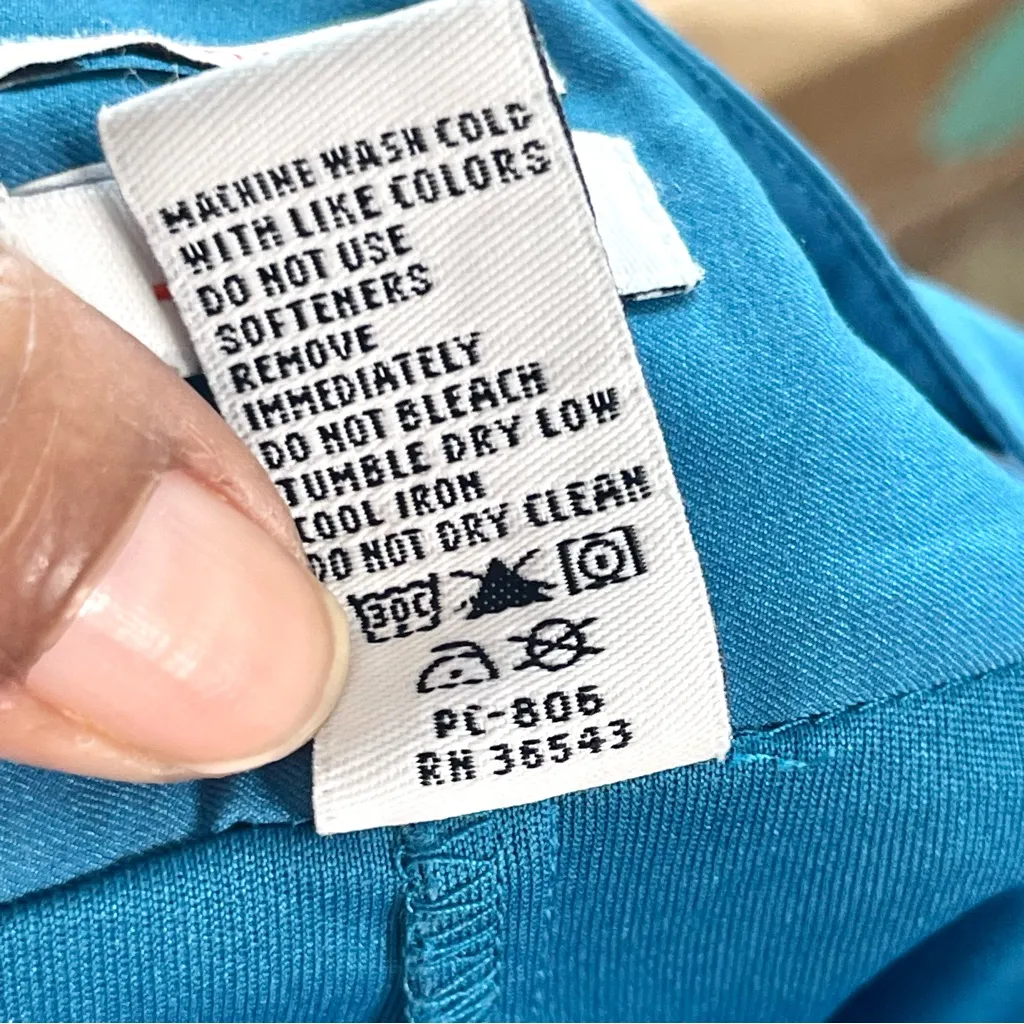 MACHINE WASH COLD
WITH LIKE COLORS
DO NOT USE
SOFTENERS
REMOVE
IMMEDIATELY
DO NOT BLEACH
TUMBLE DRY LOW
COOL IRON
DO NOT DRY CLEAN
30C
PC-806
RN 36543